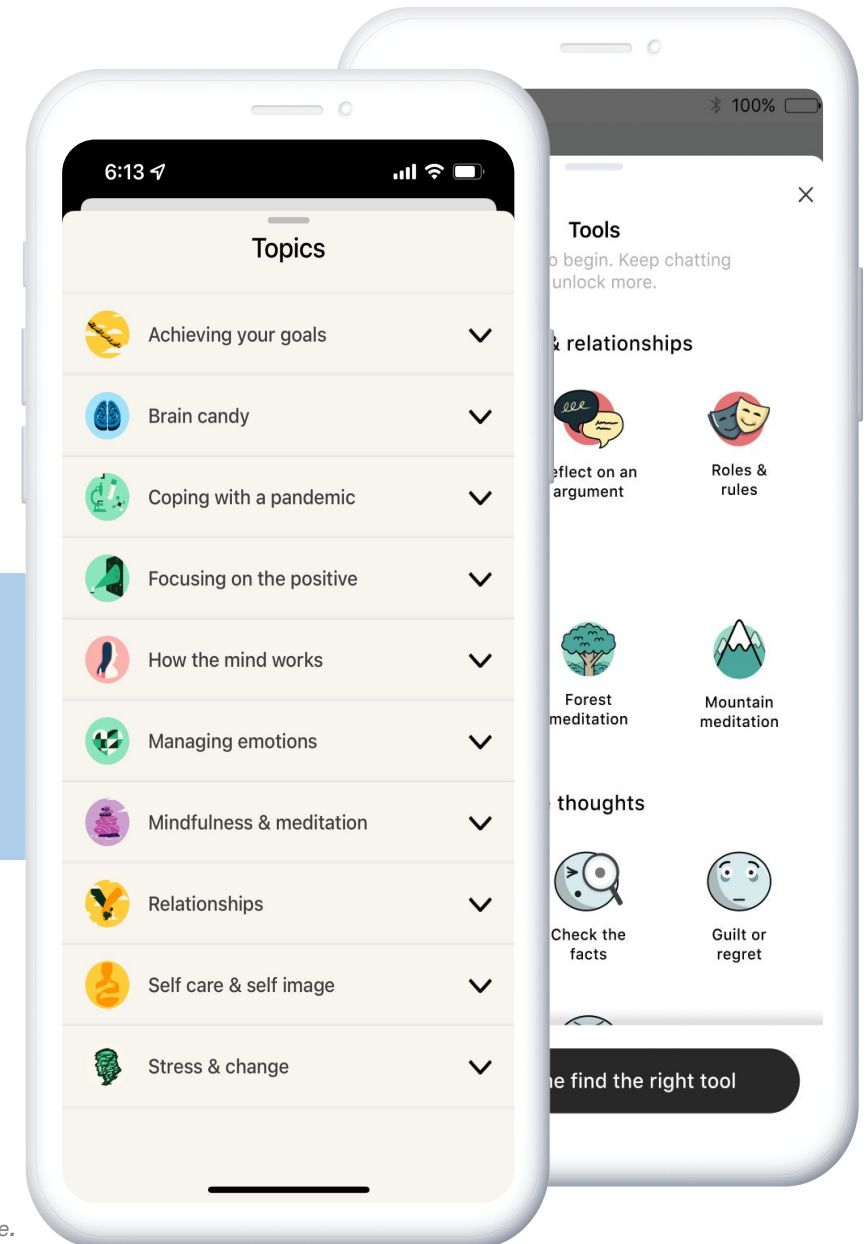 6:13
Topics
Achieving your goals
Brain candy
Coping with a pandemic
Focusing on the positive
How the mind works
Managing emotions
Mindfulness & meditation
Relationships
Self care & self image
Stress & change
100%
Tools
begin. Keep chatting
unlock more.
& relationships
on an
argument
Roles &
rules
Forest
meditation
Mountain
meditation
thoughts
Check the
facts
Guilt or
regret
find the right tool